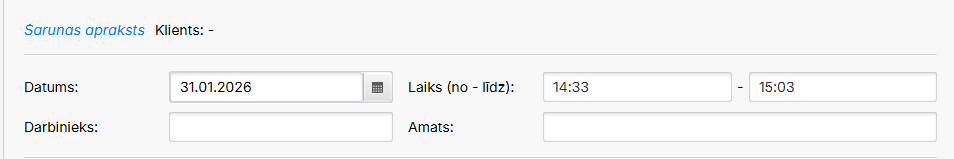 Sarunas apraksts Klients: -
Datums: 31.01.2026 Laiks (no - līdz): 14:33 - 15:03
Darbinieks: Amats: